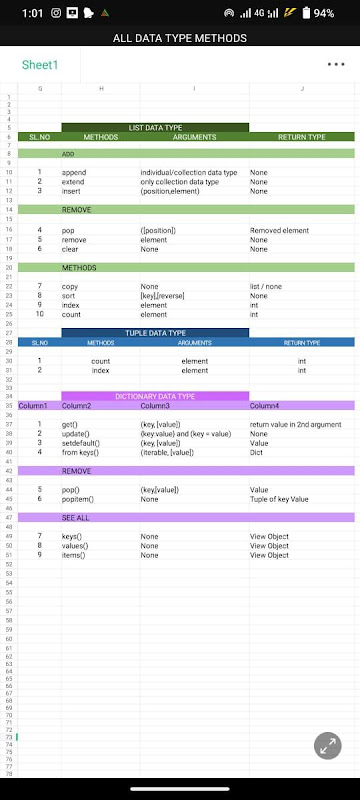 1:01 4G 94%
ALL DATA TYPE METHODS
Sheet1
G H I J
1
2
3
4
5 LIST DATA TYPE
6 SL.NO METHODS ARGUMENTS RETURN TYPE
7
8 ADD
9
10 1 append individual/collection data type None
11 2 extend only collection data type None
12 3 insert (position,element) None
13
14 REMOVE
15
16 4 pop ([position]) Removed element
17 5 remove element None
18 6 clear None None
19
20 METHODS
21
22 7 copy None list / none
23 8 sort [key],[reverse] None
24 9 index element int
25 10 count element int
26
27 TUPLE DATA TYPE
28 SL.NO METHODS ARGUMENTS RETURN TYPE
29
30 1 count element int
31 2 Index element int
32
33
34 DICTIONARY DATA TYPE
35 Column1 Column2 Column3 Column4
36
37 1 get() (key, [value]) return value in 2nd argument
38 2 update() (key:value) and (key = value) None
39 3 setdefault() (key, [value]) Value
40 4 from keys() (iterable, [value]) Dict
41
42 REMOVE
43
44 5 pop() (key,[value]) Value
45 6 popitem() None Tuple of key Value
46
47 SEE ALL
48
49 7 keys() None View Object
50 8 values() None View Object
51 9 items() None View Object
52
53
54
55
56
57
58
59
60
61
62
63
64
65
66
67
68
69
70
71
72
73
74
75
76
77
78